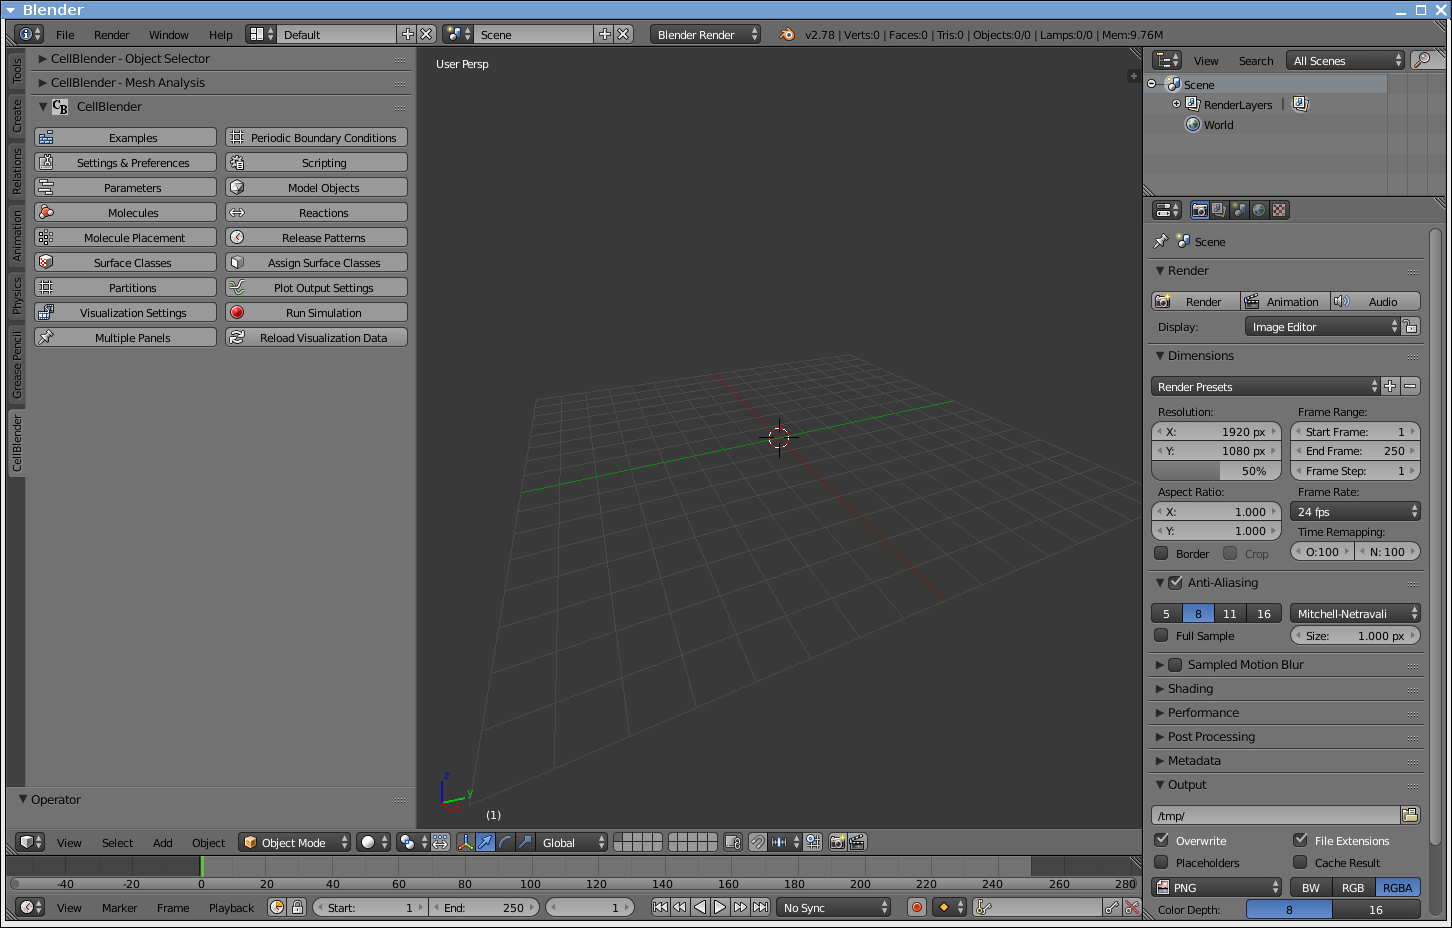 Blender
File Render Window Help Default Scene Blender Render v2.78 | Verts:0 | Faces:0 | Tris:0 | Objects:0/0 | Lamps:0/0 | Mem:9.76M
Tools
Create
Relations
Animation
Physics
Grease Pencil
CellBlender
CellBlender - Object Selector
CellBlender - Mesh Analysis
CB CellBlender
Examples Periodic Boundary Conditions
Settings & Preferences Scripting
Parameters Model Objects
Molecules Reactions
Molecule Placement Release Patterns
Surface Classes Assign Surface Classes
Partitions Plot Output Settings
Visualization Settings Run Simulation
Multiple Panels Reload Visualization Data
Operator
User Persp
z
y
x
(1)
View Select Add Object Object Mode Global
-40 -20 0 20 40 60 80 100 120 140 160 180 200 220 240 260 280
View Marker Frame Playback Start: 1 End: 250 1 No Sync
View Search All Scenes
Scene
RenderLayers |
World
Scene
Render
Render Animation Audio
Display: Image Editor
Dimensions
Render Presets
Resolution: Frame Range:
X: 1920 px Start Frame: 1
Y: 1080 px End Frame: 250
50% Frame Step: 1
Aspect Ratio: Frame Rate:
X: 1.000 24 fps
Y: 1.000 Time Remapping:
Border Crop O:100 N: 100
Anti-Aliasing
5 8 11 16 Mitchell-Netravali
Full Sample Size: 1.000 px
Sampled Motion Blur
Shading
Performance
Post Processing
Metadata
Output
/tmp/
Overwrite File Extensions
Placeholders Cache Result
PNG BW RGB RGBA
Color Depth: 8 16